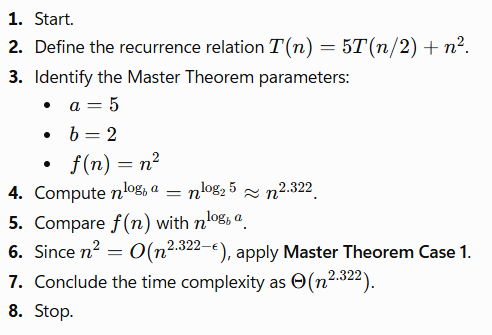 1. Start.
2. Define the recurrence relation $T(n) = 5T(n/2) + n^2$.
3. Identify the Master Theorem parameters:
• $a = 5$
• $b = 2$
• $f(n) = n^2$
4. Compute $n^{\log_b a} = n^{\log_2 5} \approx n^{2.322}$.
5. Compare $f(n)$ with $n^{\log_b a}$.
6. Since $n^2 = O(n^{2.322-\epsilon})$, apply Master Theorem Case 1.
7. Conclude the time complexity as $\Theta(n^{2.322})$.
8. Stop.